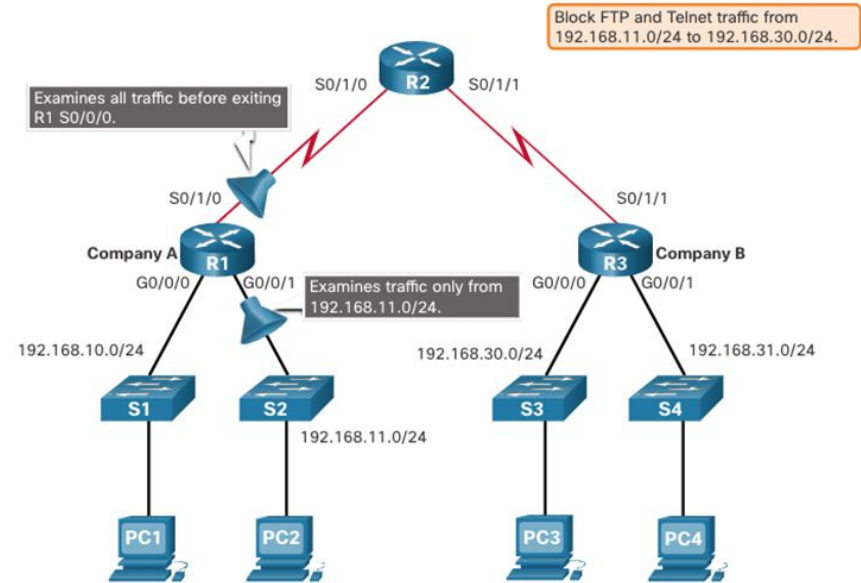 Block FTP and Telnet traffic from
192.168.11.0/24 to 192.168.30.0/24.
R2
S0/1/0
S0/1/1
Examines all traffic before exiting
R1 S0/0/0.
S0/1/0
S0/1/1
Company A
R1
R3
Company B
G0/0/0
G0/0/1
Examines traffic only from
192.168.11.0/24.
G0/0/0
G0/0/1
192.168.10.0/24
192.168.30.0/24
192.168.31.0/24
S1
S2
S3
S4
192.168.11.0/24
PC1
PC2
PC3
PC4